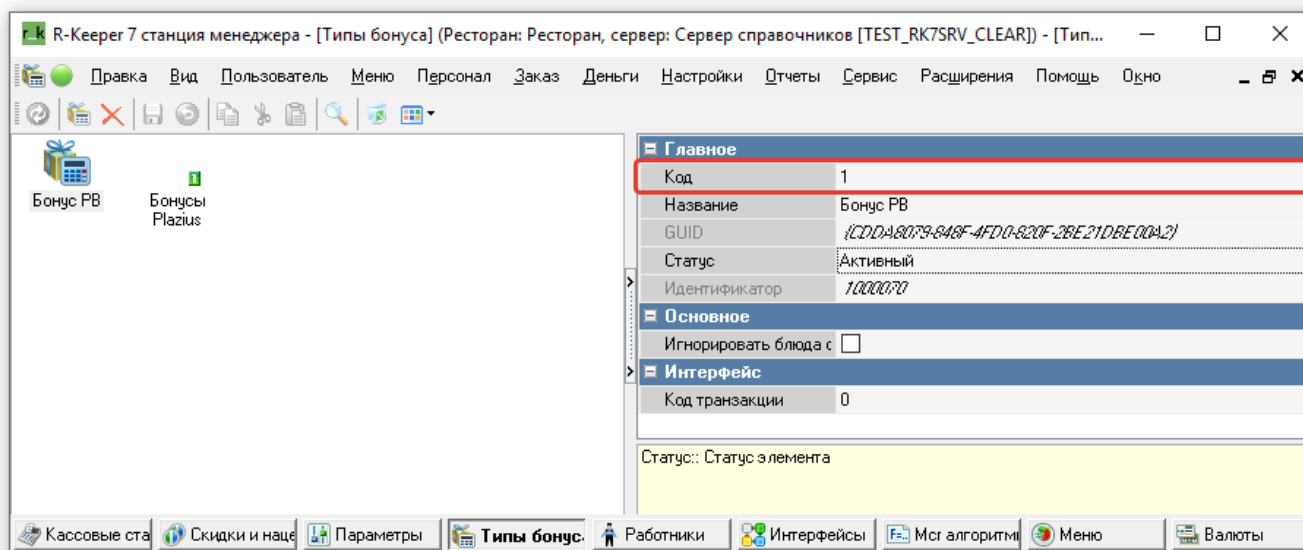 r_k R-Keeper 7 станция менеджера - [Типы бонуса] (Ресторан: Ресторан, сервер: Сервер справочников [TEST_RK7SRV_CLEAR]) - [Тип...
Правка Вид Пользователь Меню Персонал Заказ Деньги Настройки Отчеты Сервис Расширения Помощь Окно
Бонус РВ
1
Бонусы
Plazius
Главное
Код 1
Название Бонус РВ
GUID {CDDA8079-848F-4FD0-820F-2BE21DBE00A2}
Статус Активный
Идентификатор 1000070
Основное
Игнорировать блюда с
Интерфейс
Код транзакции 0
Статус:: Статус элемента
Кассовые ста Скидки и наце Параметры Типы бонус. Работники Интерфейсы Мсг алгоритмі Меню Валюты